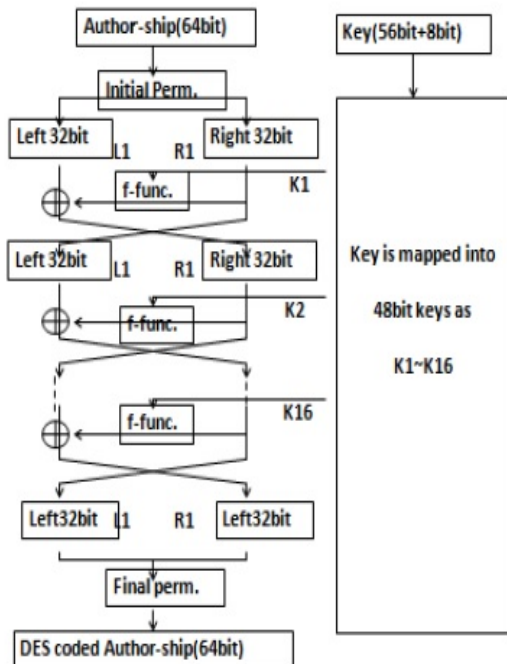 Author-ship(64bit)
Key(56bit+8bit)
Initial Perm.
Left 32bit L1 R1 Right 32bit
f-func. K1
Left 32bit L1 R1 Right 32bit
Key is mapped into
48bit keys as
K1~K16
f-func. K2
f-func. K16
Left32bit L1 R1 Left32bit
Final perm.
DES coded Author-ship(64bit)